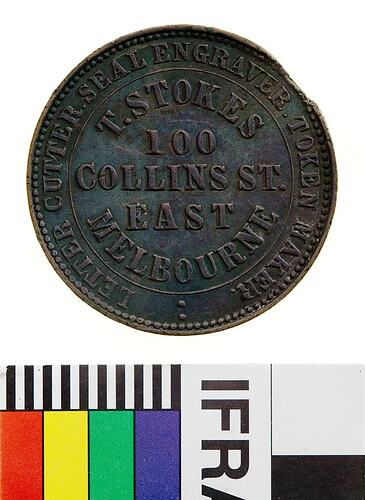 LETTER CUTTER. SEAL ENGRAVER. TOKEN MAKER.
T. STOKES
100
COLLINS ST.
EAST
MELBOURNE
IFRA